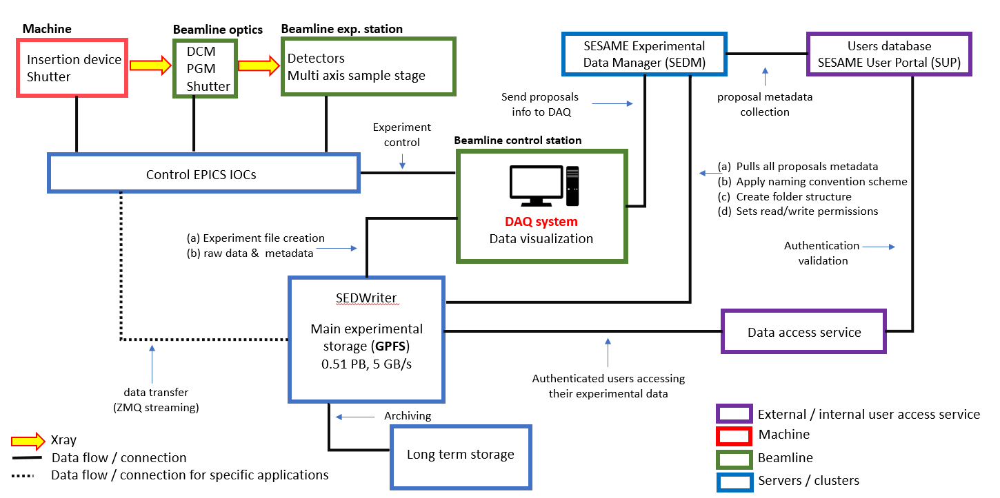 Machine
Insertion device
Shutter
Beamline optics
DCM
PGM
Shutter
Beamline exp. station
Detectors
Multi axis sample stage
SESAME Experimental
Data Manager (SEDM)
Users database
SESAME User Portal (SUP)
Send proposals
info to DAQ
proposal metadata
collection
Experiment
control
Beamline control station
Control EPICS IOCs
DAQ system
Data visualization
(a) Pulls all proposals metadata
(b) Apply naming convention scheme
(c) Create folder structure
(d) Sets read/write permissions
(a) Experiment file creation
(b) raw data & metadata
Authentication
validation
SEDWriter
Main experimental
storage (GPFS)
0.51 PB, 5 GB/s
Data access service
data transfer
(ZMQ streaming)
Authenticated users accessing
their experimental data
Archiving
Long term storage
Xray
Data flow / connection
Data flow / connection for specific applications
External / internal user access service
Machine
Beamline
Servers / clusters